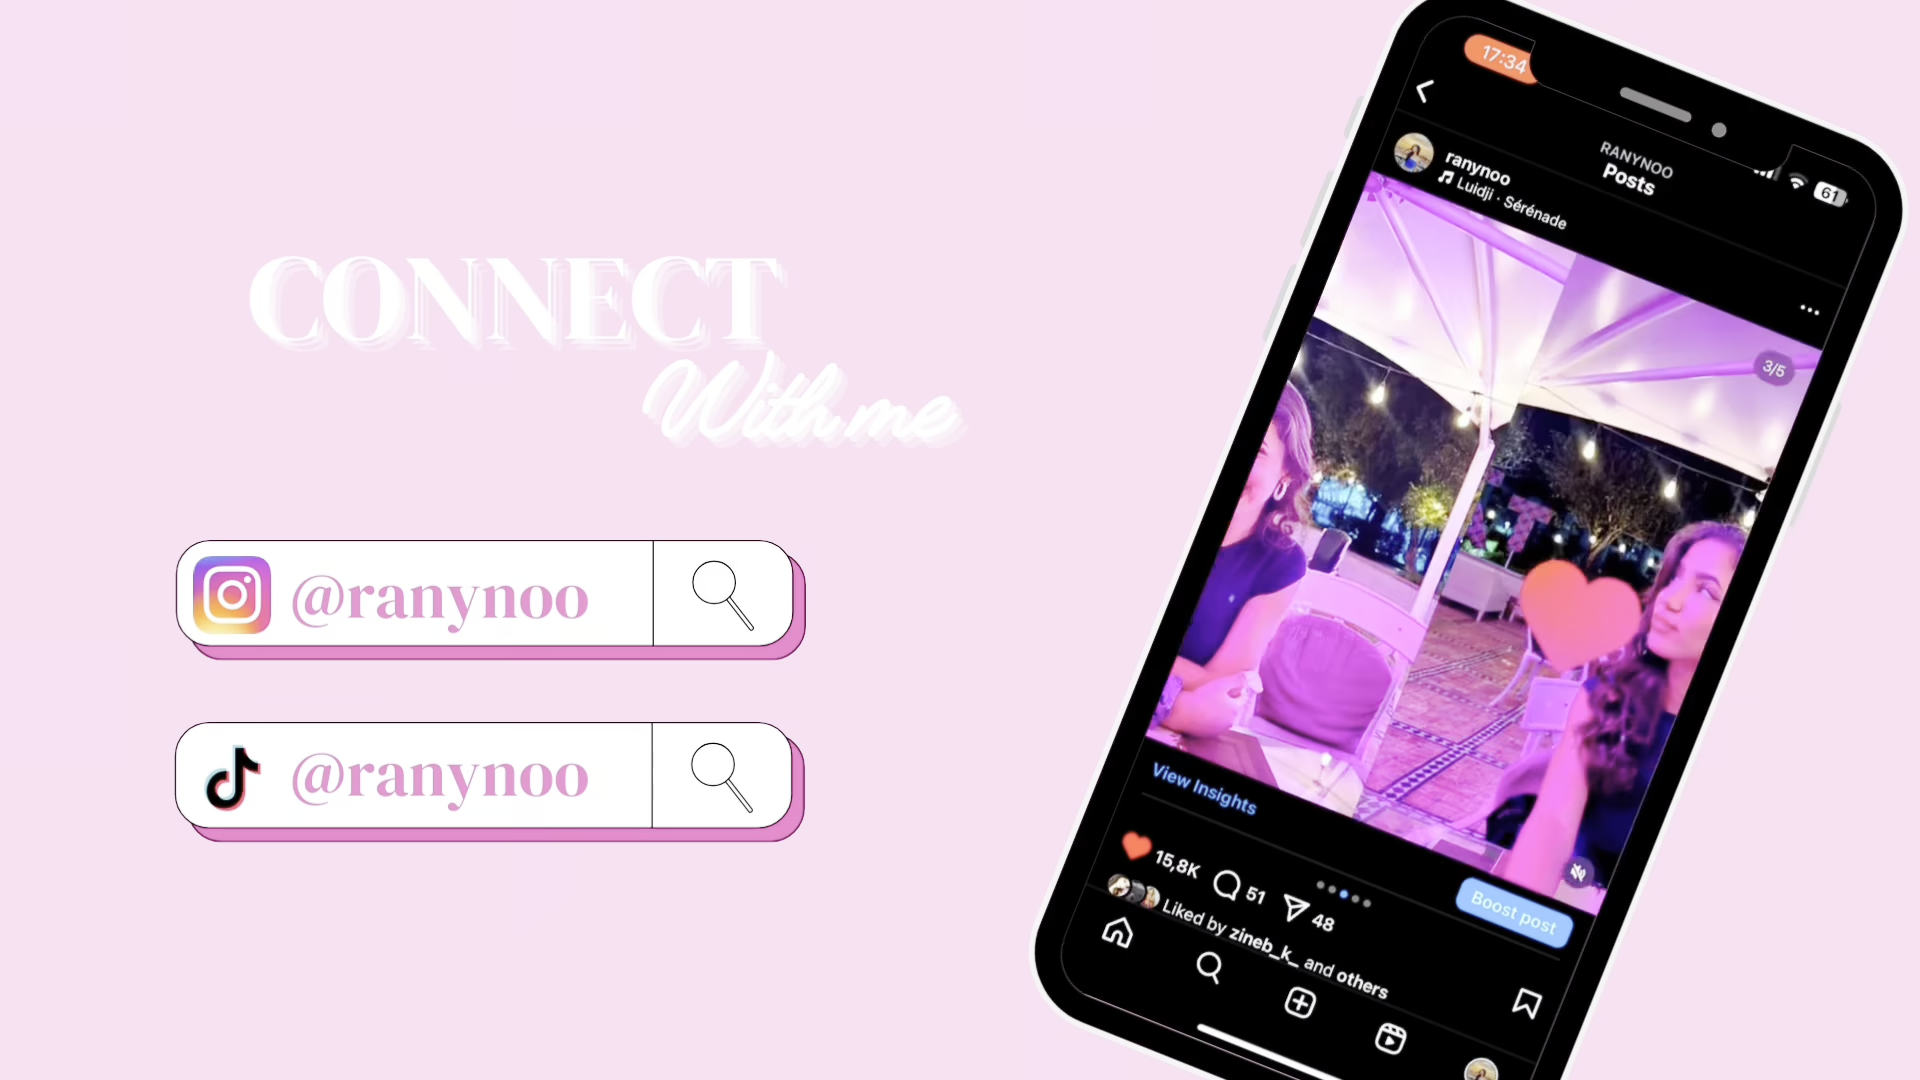 CONNECT
With me
@ranynoo
@ranynoo
17:34
61
RANYNOO
Posts
ranynoo
Luidji · Sérénade
3/5
View Insights
Boost post
15,8K 51 48
Liked by zineb_k_ and others